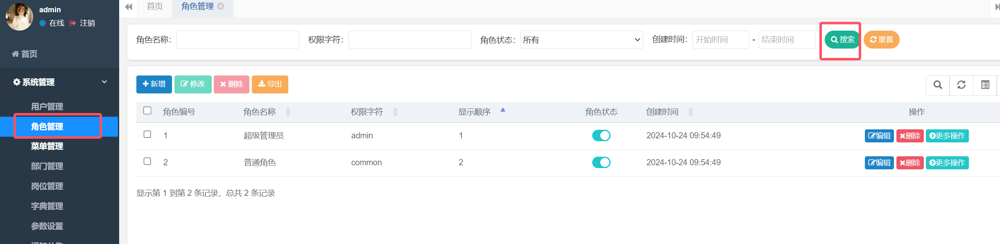 admin
在线 注销
首页
系统管理
用户管理
角色管理
菜单管理
部门管理
岗位管理
字典管理
参数设置
通知公告
首页 角色管理
角色名称: 权限字符: 角色状态: 所有 创建时间: 开始时间 - 结束时间 搜索 重置
新增 修改 删除 导出
角色编号 角色名称 权限字符 显示顺序 角色状态 创建时间 操作
1 超级管理员 admin 1 2024-10-24 09:54:49 编辑 删除 更多操作
2 普通角色 common 2 2024-10-24 09:54:49 编辑 删除 更多操作
显示第 1 到第 2 条记录，总共 2 条记录